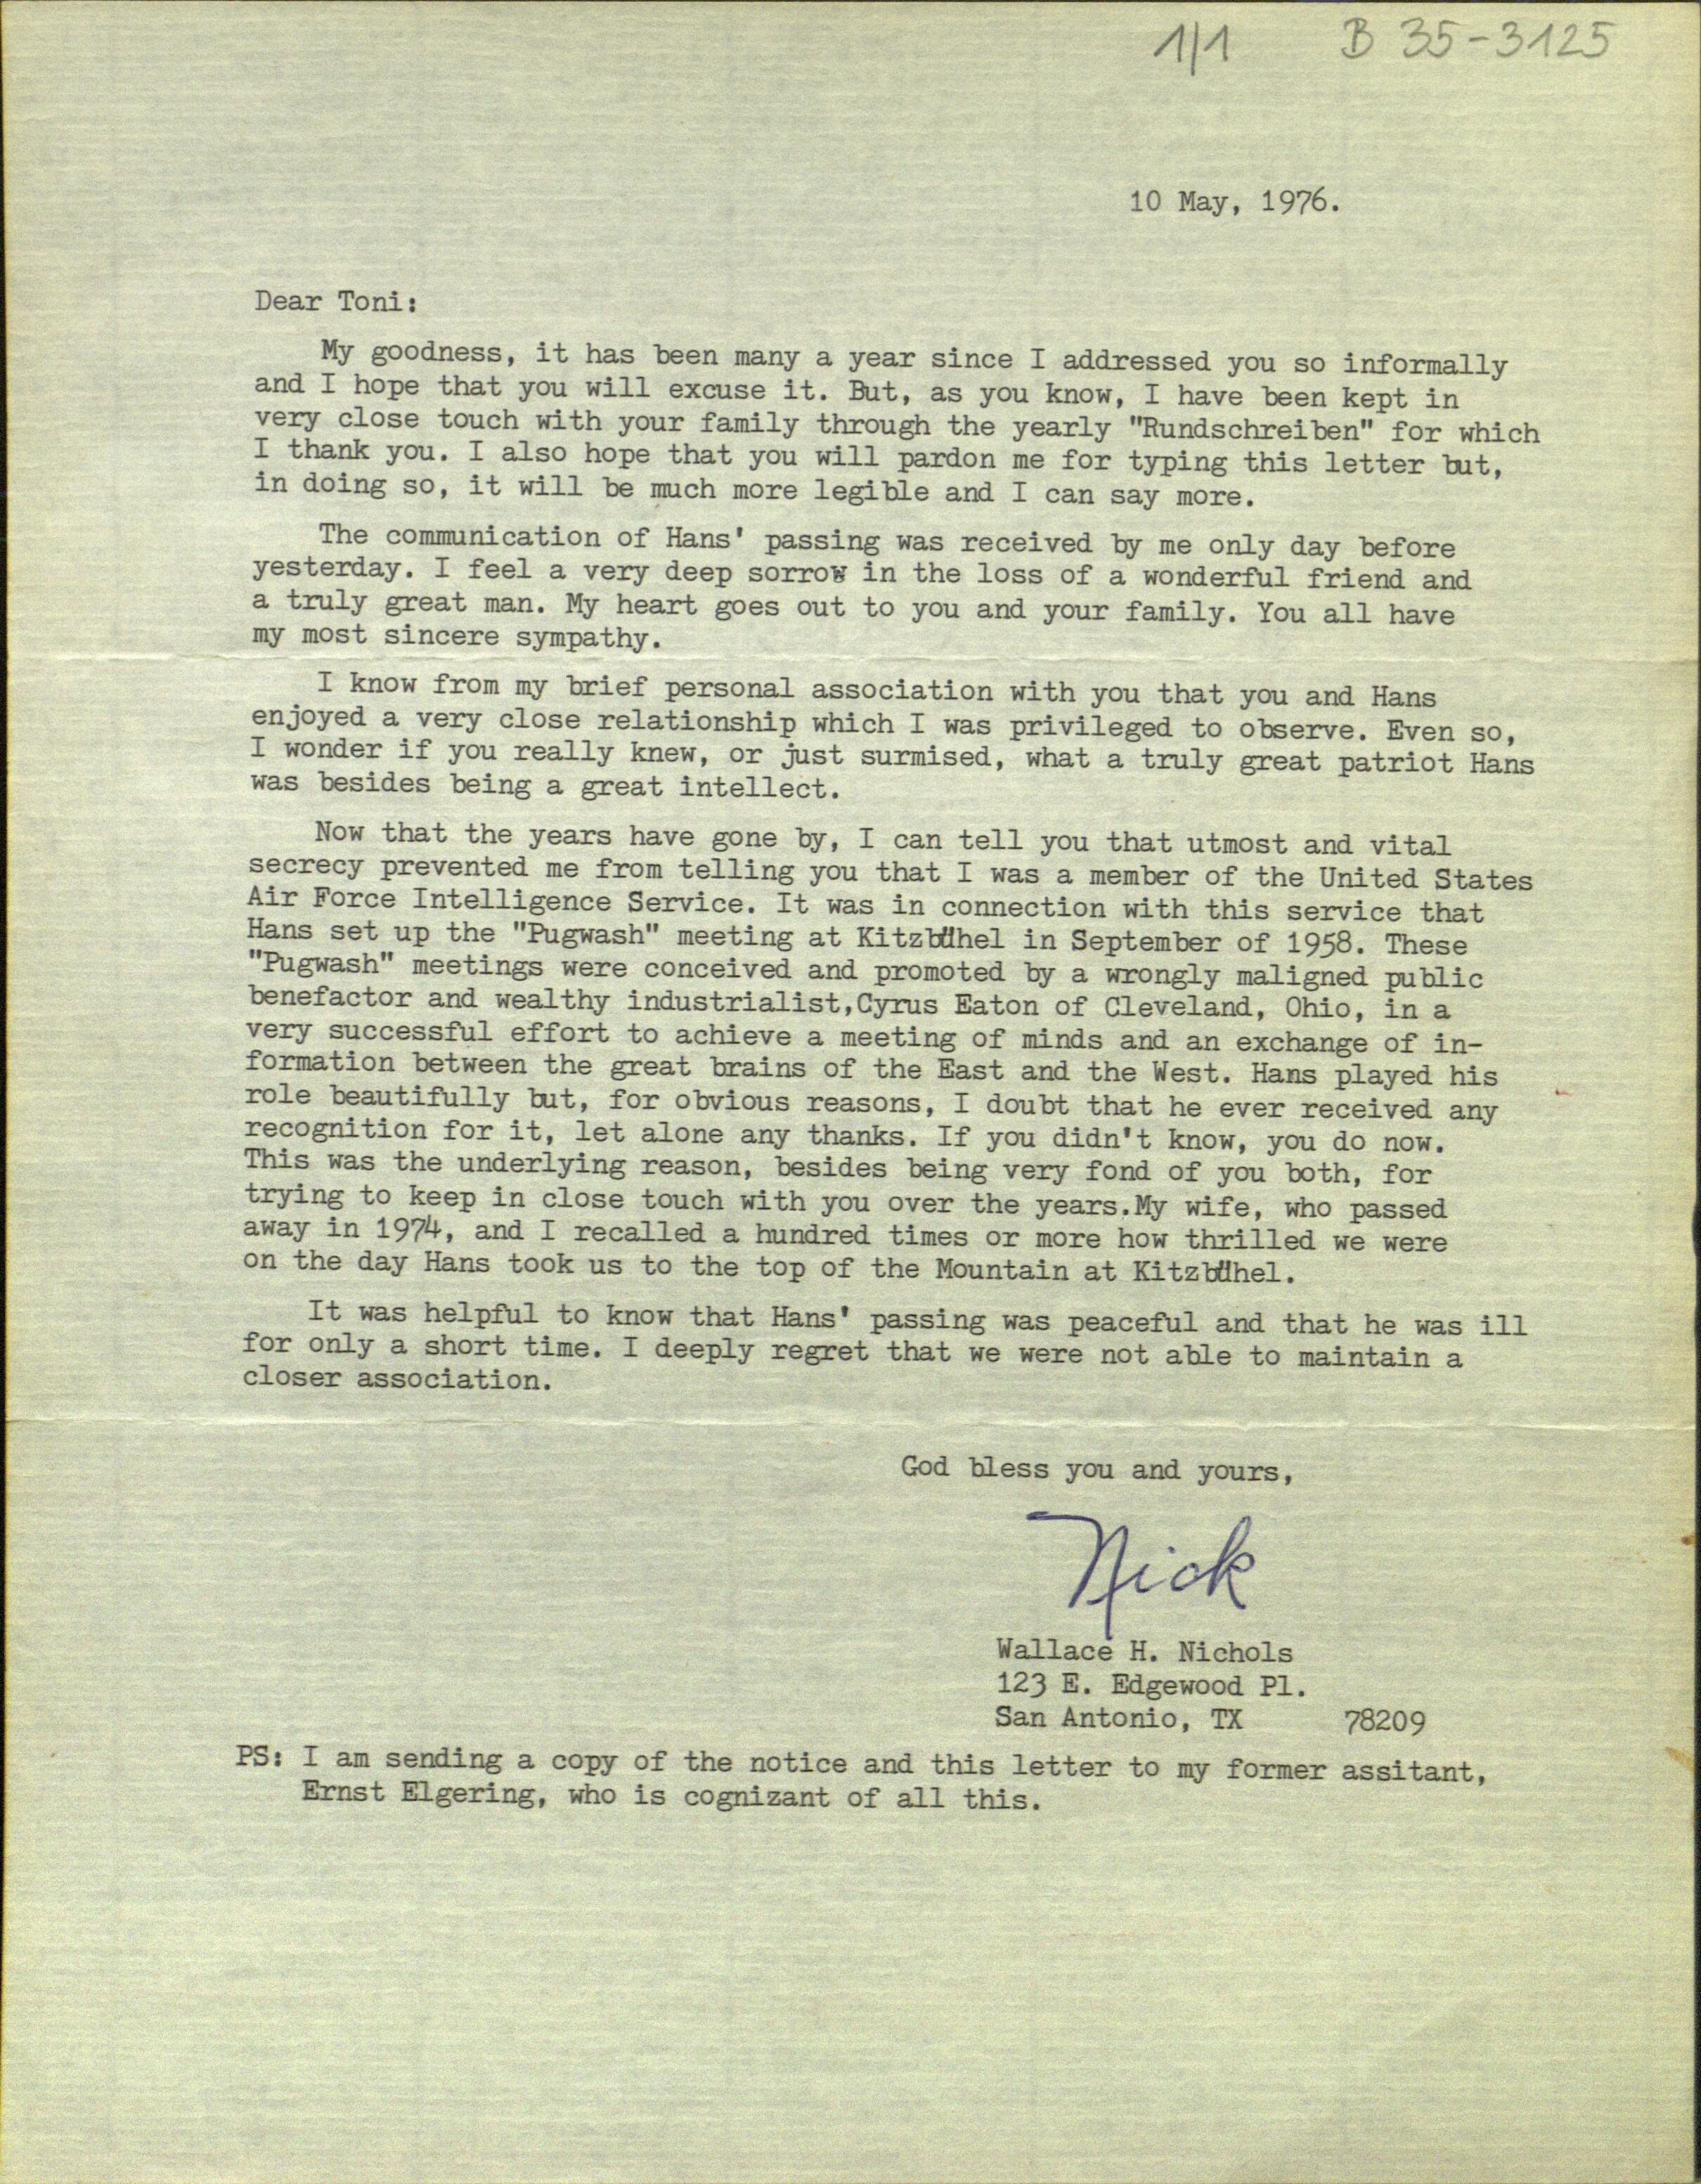 1/1 B 35-3125
10 May, 1976.
Dear Toni:
My goodness, it has been many a year since I addressed you so informally
and I hope that you will excuse it. But, as you know, I have been kept in
very close touch with your family through the yearly "Rundschreiben" for which
I thank you. I also hope that you will pardon me for typing this letter but,
in doing so, it will be much more legible and I can say more.
The communication of Hans' passing was received by me only day before
yesterday. I feel a very deep sorrow in the loss of a wonderful friend and
a truly great man. My heart goes out to you and your family. You all have
my most sincere sympathy.
I know from my brief personal association with you that you and Hans
enjoyed a very close relationship which I was privileged to observe. Even so,
I wonder if you really knew, or just surmised, what a truly great patriot Hans
was besides being a great intellect.
Now that the years have gone by, I can tell you that utmost and vital
secrecy prevented me from telling you that I was a member of the United States
Air Force Intelligence Service. It was in connection with this service that
Hans set up the "Pugwash" meeting at Kitzbühel in September of 1958. These
"Pugwash" meetings were conceived and promoted by a wrongly maligned public
benefactor and wealthy industrialist,Cyrus Eaton of Cleveland, Ohio, in a
very successful effort to achieve a meeting of minds and an exchange of in-
formation between the great brains of the East and the West. Hans played his
role beautifully but, for obvious reasons, I doubt that he ever received any
recognition for it, let alone any thanks. If you didn't know, you do now.
This was the underlying reason, besides being very fond of you both, for
trying to keep in close touch with you over the years.My wife, who passed
away in 1974, and I recalled a hundred times or more how thrilled we were
on the day Hans took us to the top of the Mountain at Kitzbühel.
It was helpful to know that Hans' passing was peaceful and that he was ill
for only a short time. I deeply regret that we were not able to maintain a
closer association.
God bless you and yours,
Nick
Wallace H. Nichols
123 E. Edgewood Pl.
San Antonio, TX 78209
PS: I am sending a copy of the notice and this letter to my former assitant,
Ernst Elgering, who is cognizant of all this.